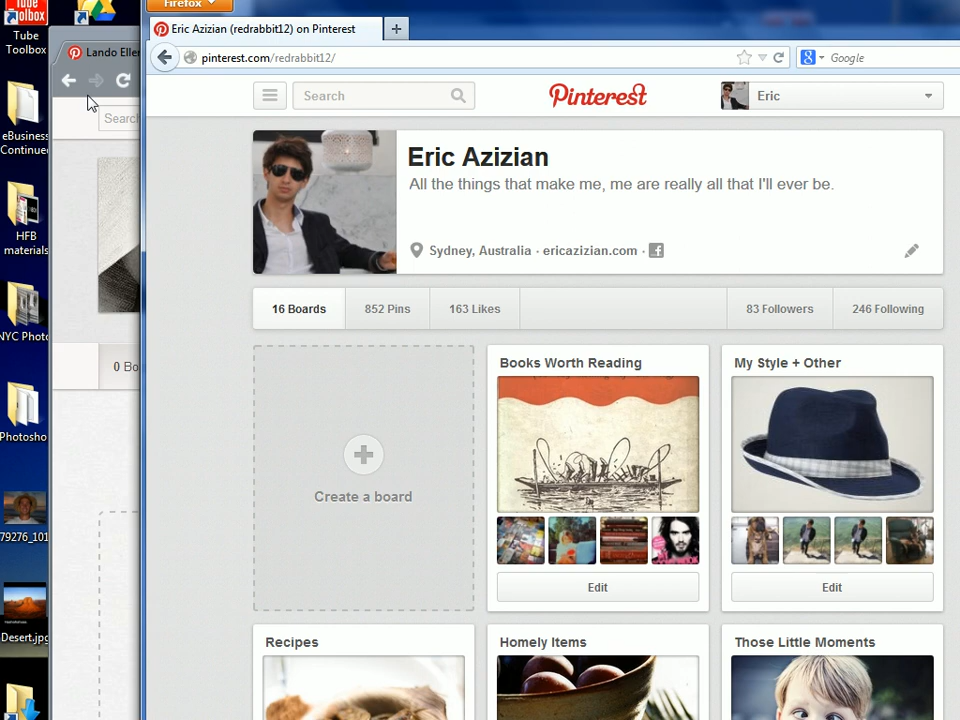 Tube
Toolbox
eBusiness
Continue
HFB
materials
NYC Photo
Photosho
79276_101
Desert.jpg
Lando Eller
Search
0 Bo
Firefox
Eric Azizian (redrabbit12) on Pinterest
pinterest.com/redrabbit12/
Google
Search
Pinterest
Eric
Eric Azizian
All the things that make me, me are really all that I'll ever be.
Sydney, Australia · ericazizian.com ·
16 Boards
852 Pins
163 Likes
83 Followers
246 Following
Create a board
Books Worth Reading
Edit
My Style + Other
Edit
Recipes
Homely Items
Those Little Moments